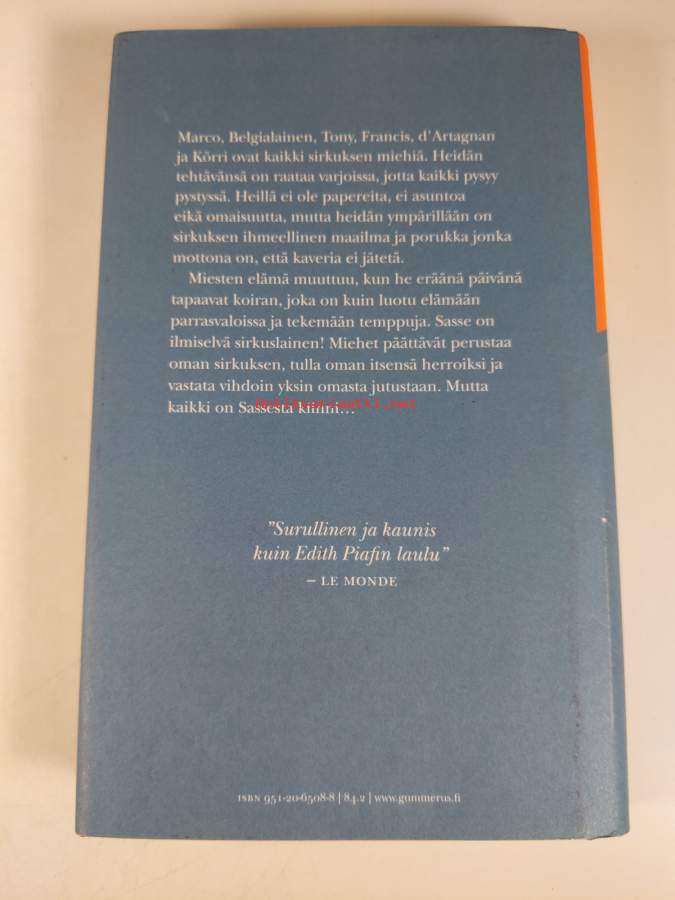 Marco, Belgialainen, Tony, Francis, d'Artagnan
ja Körri ovat kaikki sirkuksen miehiä. Heidän
tehtävänsä on raataa varjoissa, jotta kaikki pysyy
pystyssä. Heillä ei ole papereita, ei asuntoa
eikä omaisuutta, mutta heidän ympärillään on
sirkuksen ihmeellinen maailma ja porukka jonka
mottona on, että kaveria ei jätetä.
Miesten elämä muuttuu, kun he eräänä päivänä
tapaavat koiran, joka on kuin luotu elämään
parrasvaloissa ja tekemään temppuja. Sasse on
ilmiselvä sirkuslainen! Miehet päättävät perustaa
oman sirkuksen, tulla oman itsensä herroiksi ja
vastata vihdoin yksin omasta jutustaan. Mutta
kaikki on Sassesta kiinni...
Antikvariaatti.net
"Surullinen ja kaunis
kuin Edith Piafin laulu"
– LE MONDE
ISBN 951-20-6508-8 | 84.2 | www.gummerus.fi